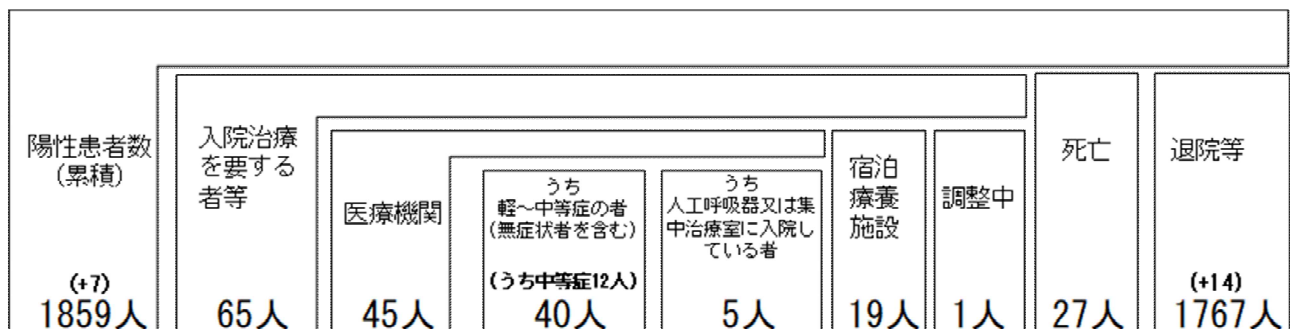 陽性患者数
(累積)
(+7)
1859人
入院治療
を要する
者等
65人
医療機関
45人
うち
軽～中等症の者
(無症状者を含む)
(うち中等症12人)
40人
うち
人工呼吸器又は集
中治療室に入院し
ている者
5人
宿泊
療養
施設
19人
調整中
1人
死亡
27人
退院等
(+14)
1767人